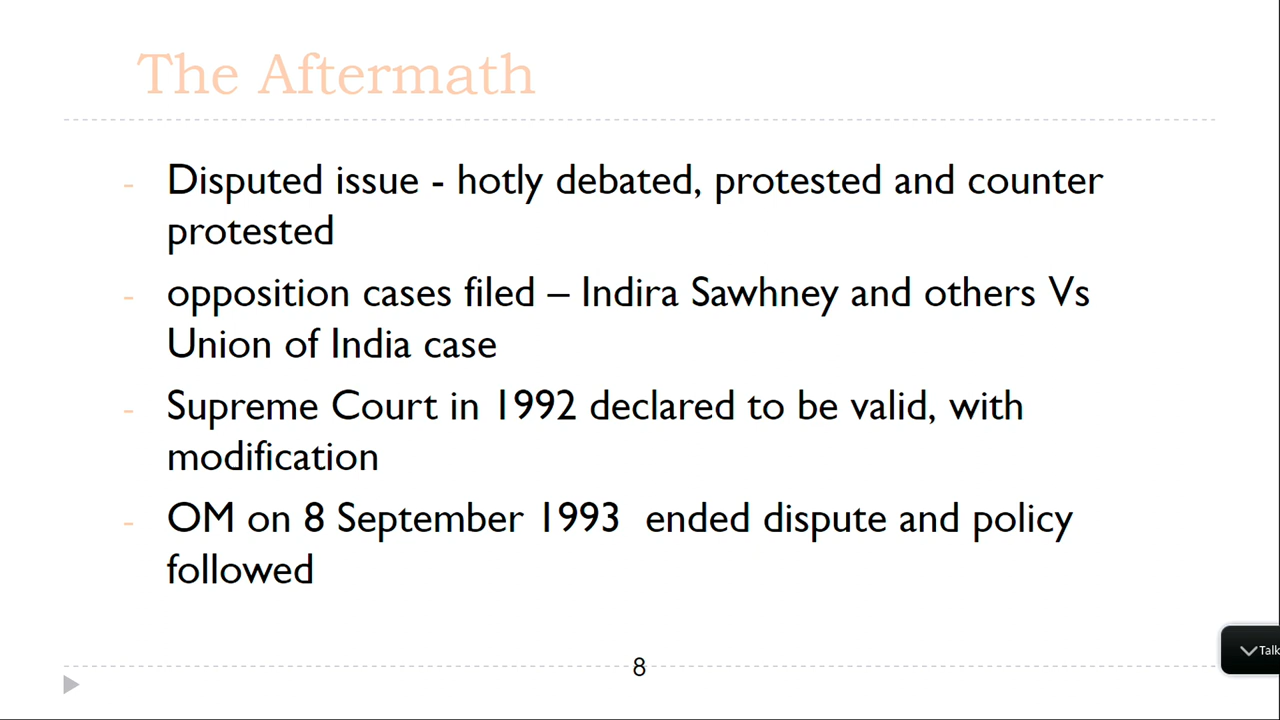 The Aftermath
- Disputed issue - hotly debated, protested and counter
protested
- opposition cases filed – Indira Sawhney and others Vs
Union of India case
- Supreme Court in 1992 declared to be valid, with
modification
- OM on 8 September 1993 ended dispute and policy
followed
Talk
8